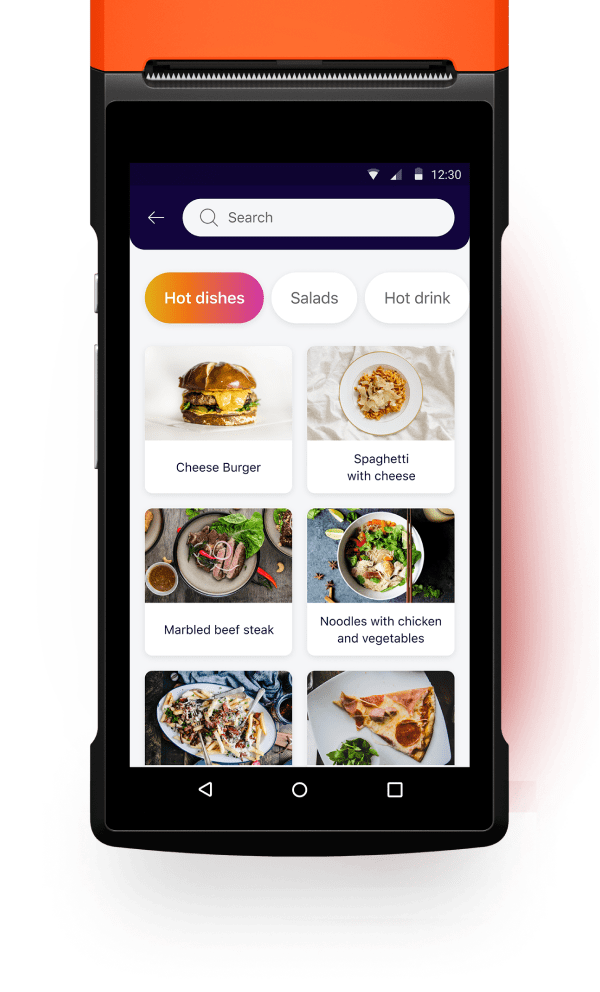 12:30
Search
Hot dishes
Salads
Hot drink
Cheese Burger
Spaghetti
with cheese
Marbled beef steak
Noodles with chicken
and vegetables